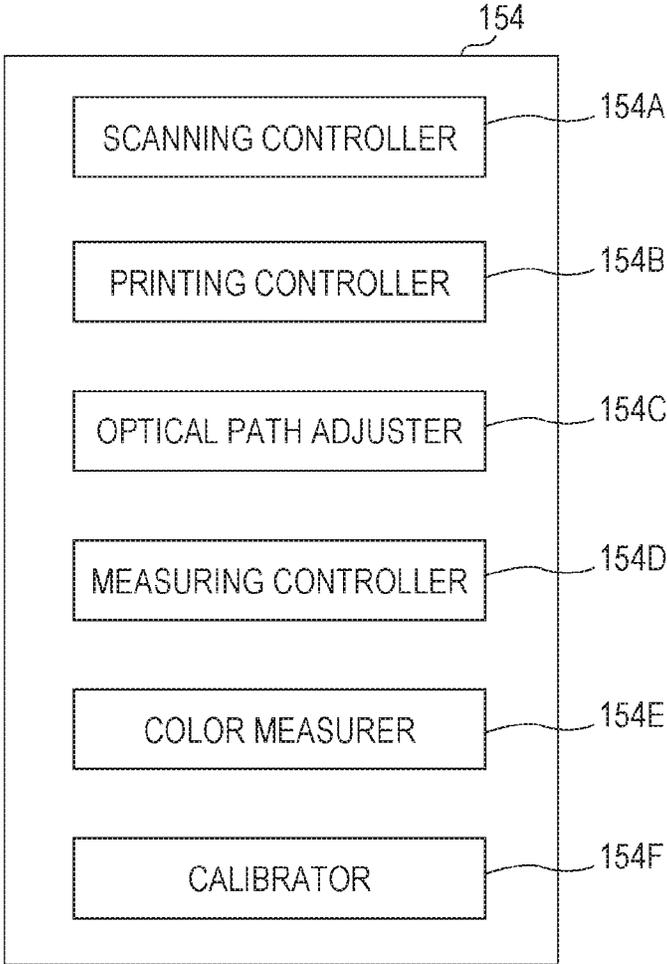 154
SCANNING CONTROLLER
154A
PRINTING CONTROLLER
154B
OPTICAL PATH ADJUSTER
154C
MEASURING CONTROLLER
154D
COLOR MEASURER
154E
CALIBRATOR
154F